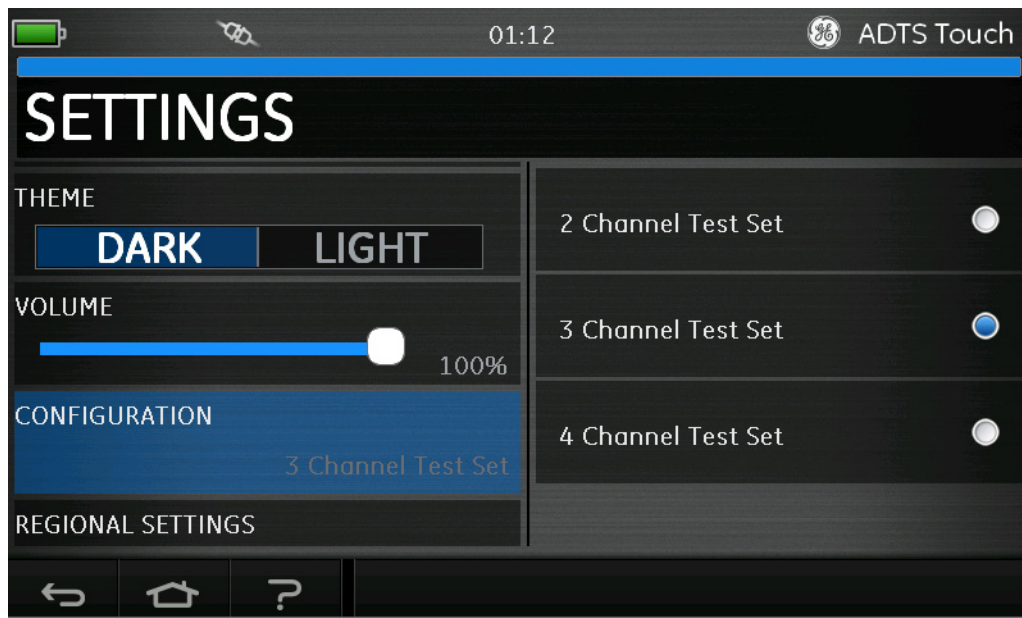 01:12
ADTS Touch
SETTINGS
THEME
DARK LIGHT
VOLUME
100%
CONFIGURATION
3 Channel Test Set
REGIONAL SETTINGS
2 Channel Test Set
3 Channel Test Set
4 Channel Test Set
?